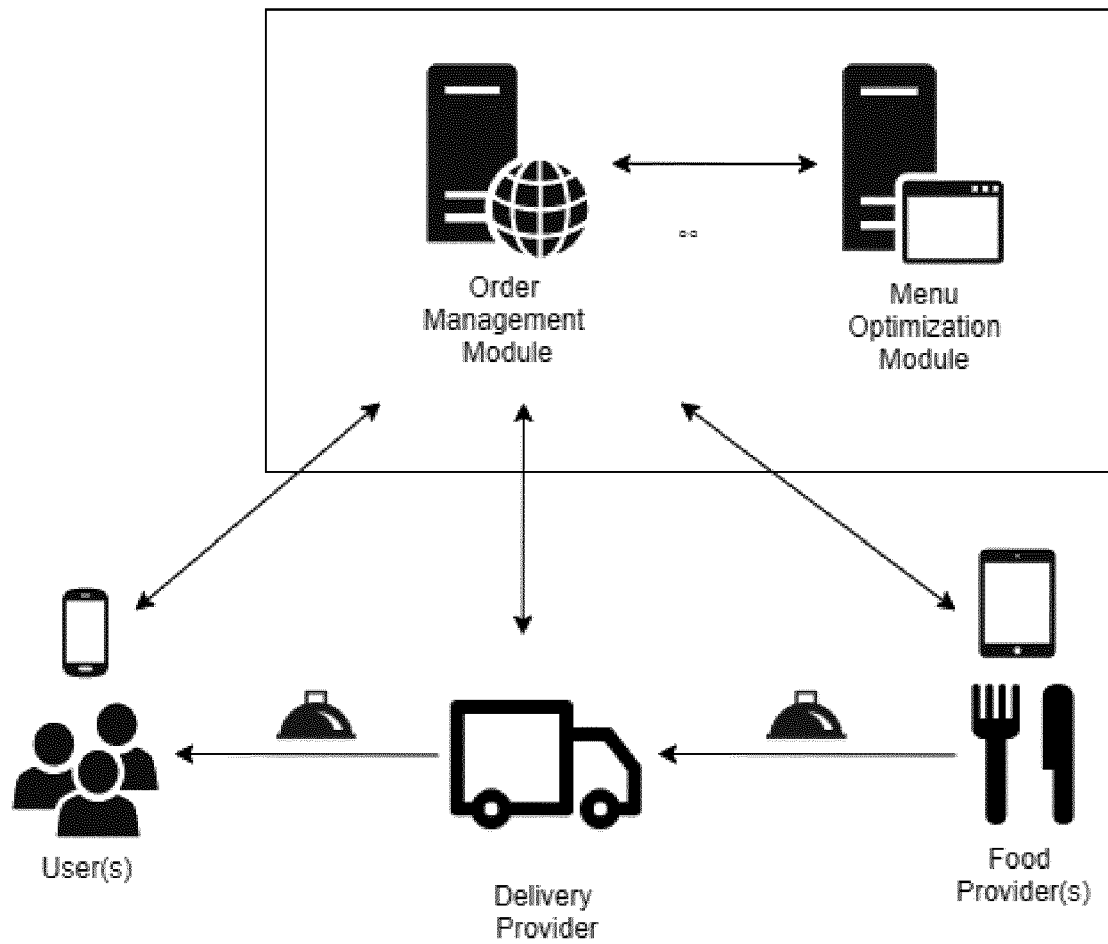 Order
Management
Module
Menu
Optimization
Module
User(s)
Delivery
Provider
Food
Provider(s)